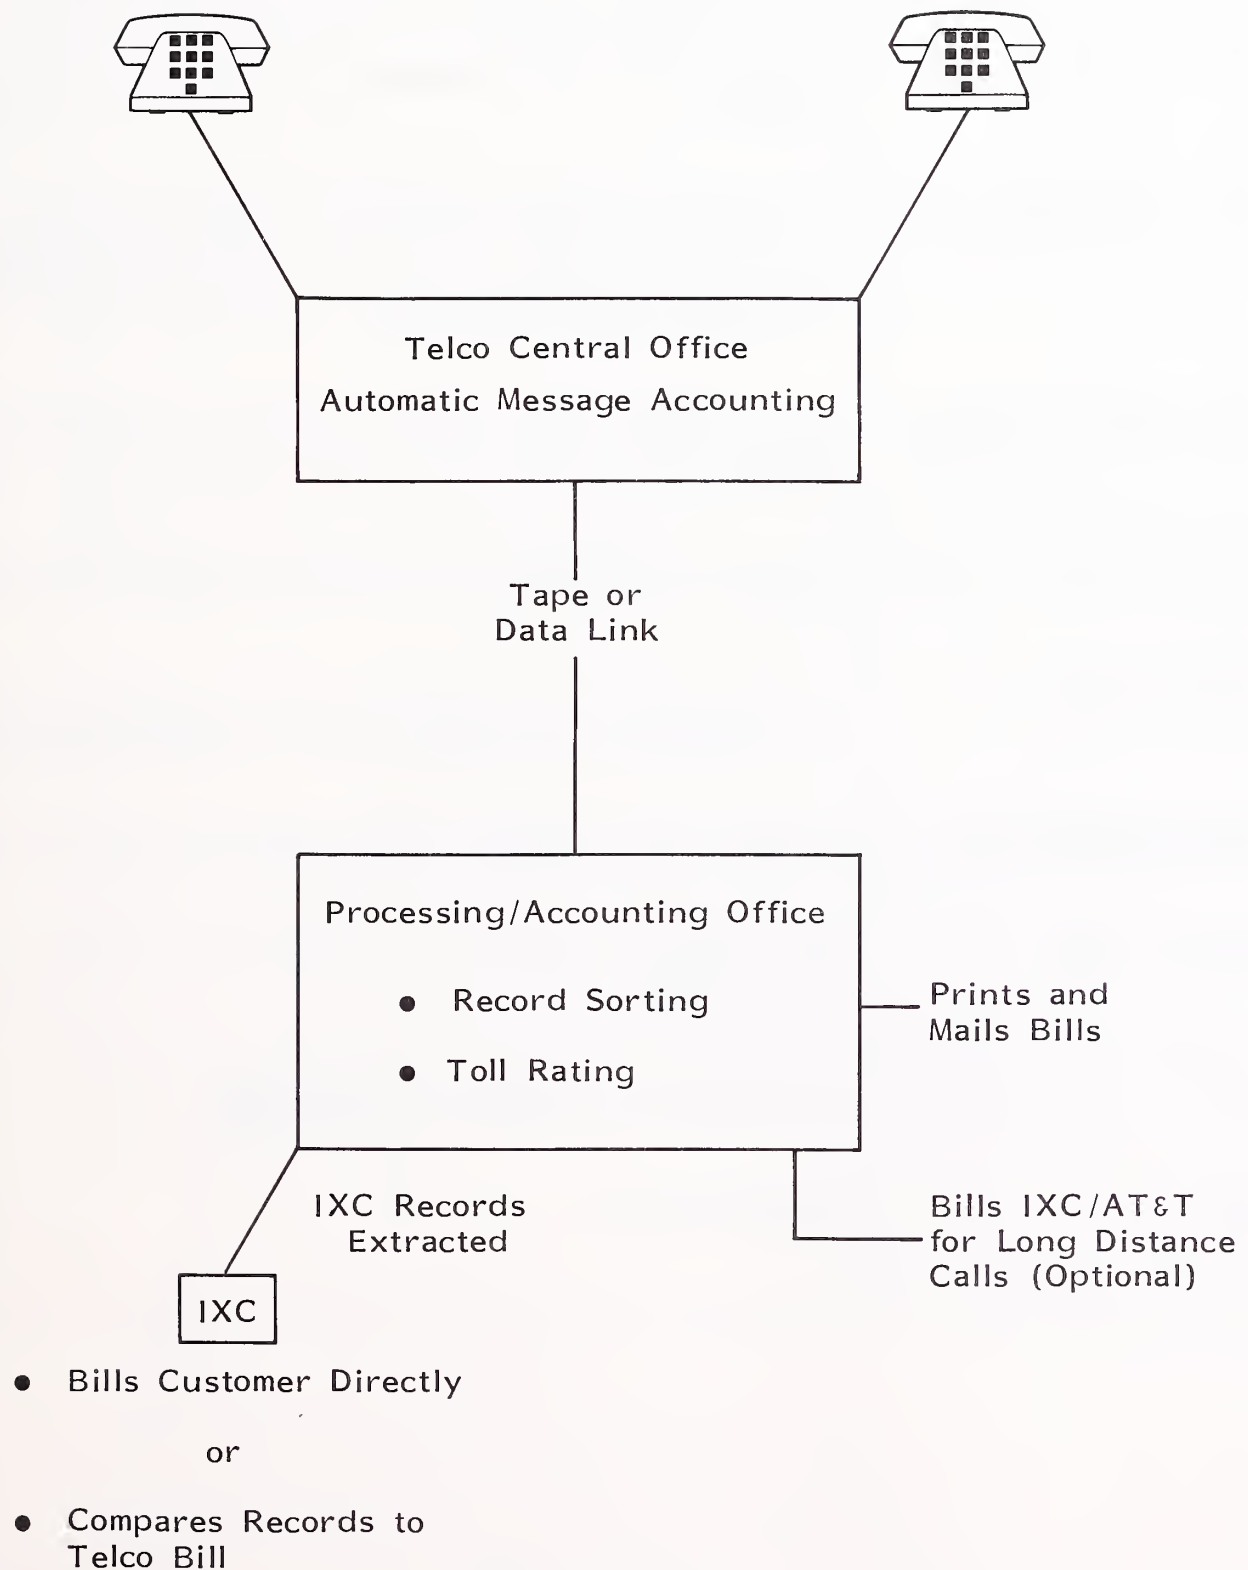 Telco Central Office
Automatic Message Accounting
Tape or
Data Link
Processing/Accounting Office
● Record Sorting
● Toll Rating
Prints and
Mails Bills
IXC Records
Extracted
Bills IXC/AT&T
for Long Distance
Calls (Optional)
IXC
● Bills Customer Directly
or
● Compares Records to
Telco Bill